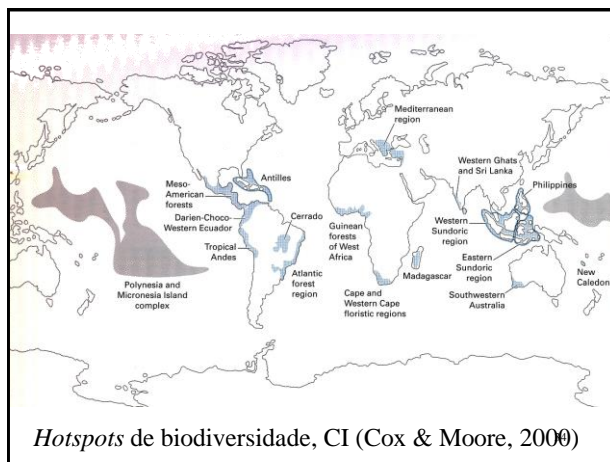 Mediterranean
region
Western Ghats
and Sri Lanka
Philippines
Antilles
Meso-
American
forests
Darien-Choco-
Western Ecuador
Cerrado
Tropical
Andes
Atlantic
forest
region
Guinean
forests
of West
Africa
Madagascar
Cape and
Western Cape
floristic regions
Western
Sundoric
region
Eastern
Sundoric
region
Southwestern
Australia
New
Caledon
Polynesia and
Micronesia Island
complex
Hotspots de biodiversidade, CI (Cox & Moore, 2000)